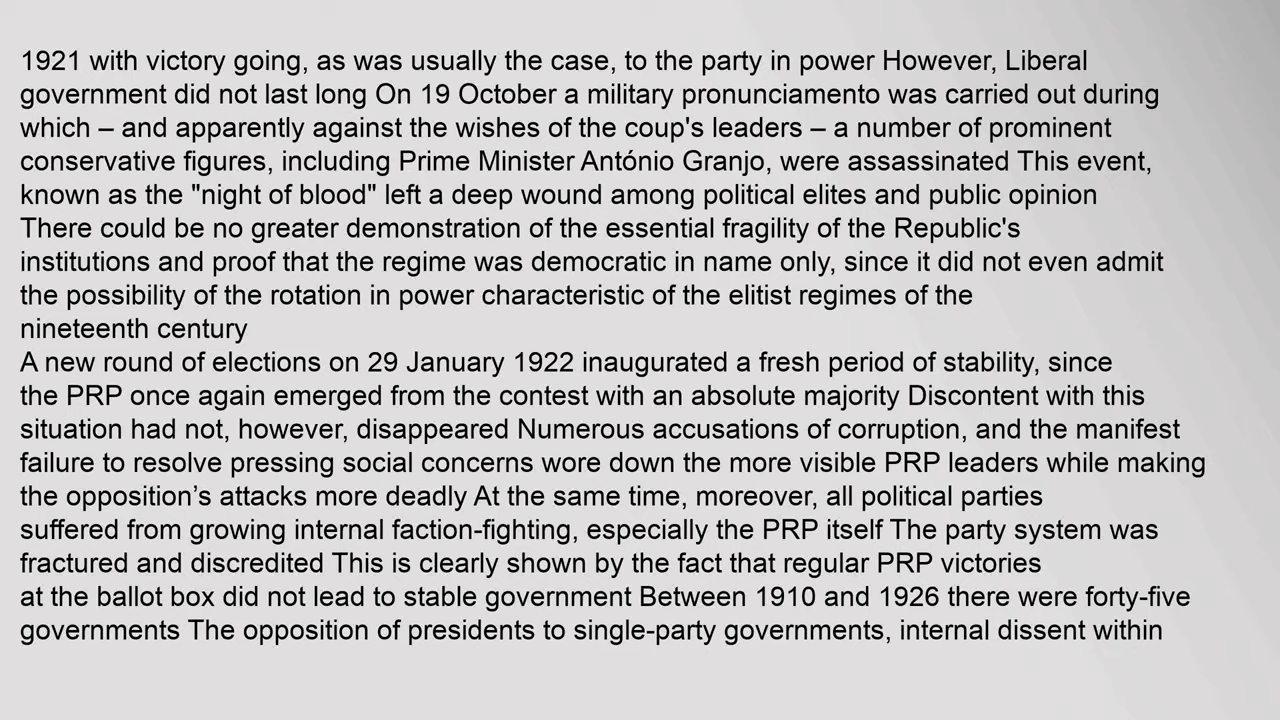 1921 with victory going, as was usually the case, to the party in power However, Liberal
government did not last long On 19 October a military pronunciamento was carried out during
which – and apparently against the wishes of the coup's leaders – a number of prominent
conservative figures, including Prime Minister António Granjo, were assassinated This event,
known as the "night of blood" left a deep wound among political elites and public opinion
There could be no greater demonstration of the essential fragility of the Republic's
institutions and proof that the regime was democratic in name only, since it did not even admit
the possibility of the rotation in power characteristic of the elitist regimes of the
nineteenth century
A new round of elections on 29 January 1922 inaugurated a fresh period of stability, since
the PRP once again emerged from the contest with an absolute majority Discontent with this
situation had not, however, disappeared Numerous accusations of corruption, and the manifest
failure to resolve pressing social concerns wore down the more visible PRP leaders while making
the opposition’s attacks more deadly At the same time, moreover, all political parties
suffered from growing internal faction-fighting, especially the PRP itself The party system was
fractured and discredited This is clearly shown by the fact that regular PRP victories
at the ballot box did not lead to stable government Between 1910 and 1926 there were forty-five
governments The opposition of presidents to single-party governments, internal dissent within